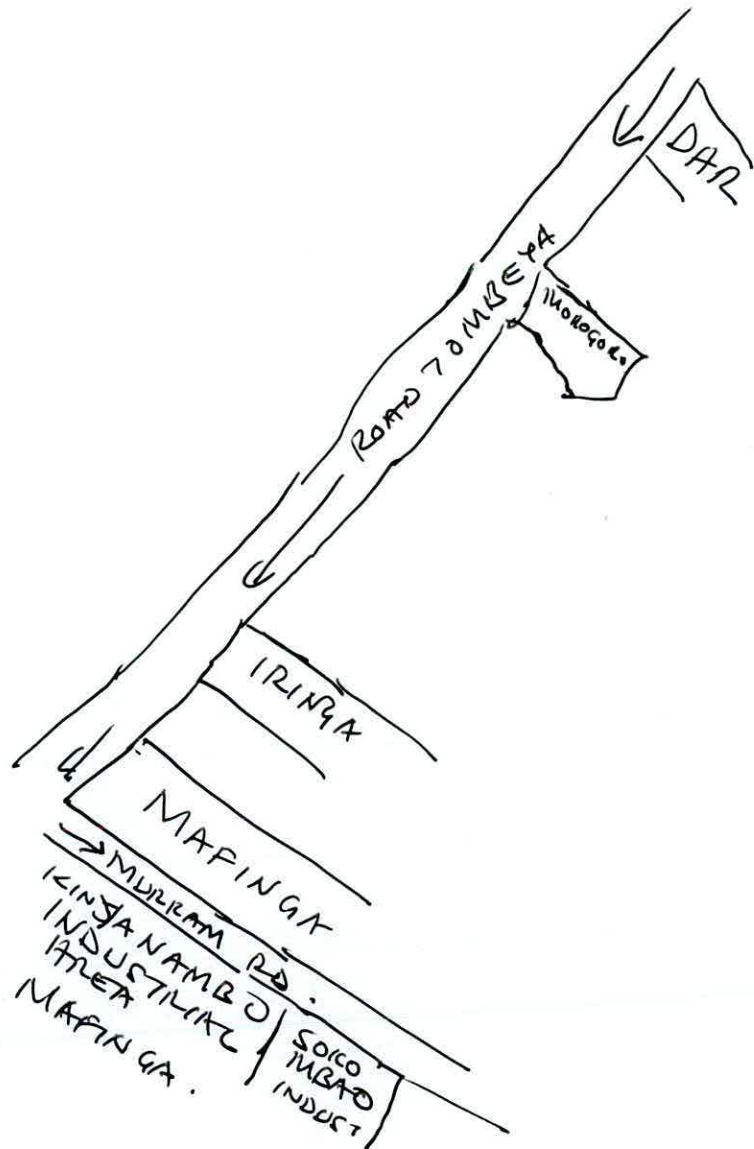 DAR
MOROGORO
ROAD TO MBEYA
IRINGA
MAFINGA
MURRAM RD.
KINYANAMBO
INDUSTRIAL
AREA
MAFINGA.
SOKO
MBAO
INDUST